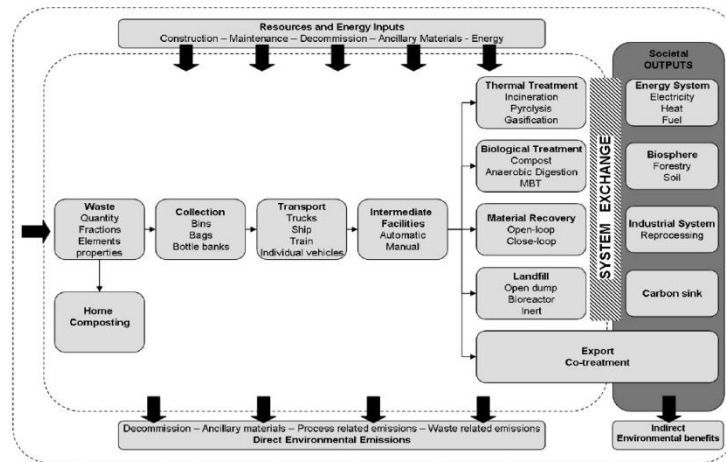 Resources and Energy Inputs
Construction – Maintenance – Decommission – Ancillary Materials - Energy
Societal
OUTPUTS
Thermal Treatment
Incineration
Pyrolysis
Gasification
Energy System
Electricity
Heat
Fuel
Biological Treatment
Compost
Anaerobic Digestion
MBT
Biosphere
Forestry
Soil
SYSTEM EXCHANGE
Waste
Quantity
Fractions
Elements
properties
Collection
Bins
Bags
Bottle banks
Transport
Trucks
Ship
Train
Individual vehicles
Intermediate
Facilities
Automatic
Manual
Material Recovery
Open-loop
Close-loop
Industrial System
Reprocessing
Home
Composting
Landfill
Open dump
Bioreactor
Inert
Carbon sink
Export
Co-treatment
Decommission – Ancillary materials – Process related emissions – Waste related emissions
Direct Environmental Emissions
Indirect
Environmental benefits